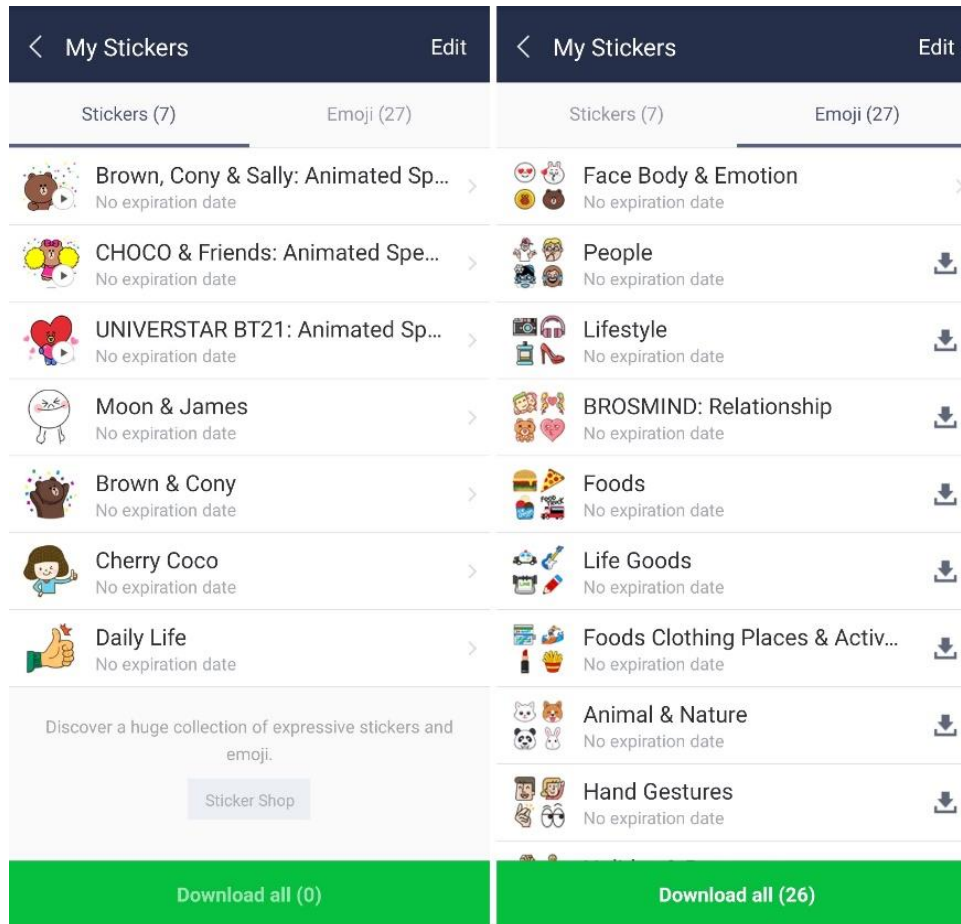 My Stickers
Edit
Stickers (7)
Emoji (27)
Brown, Cony & Sally: Animated Sp...
No expiration date
CHOCO & Friends: Animated Spe...
No expiration date
UNIVERSTAR BT21: Animated Sp...
No expiration date
Moon & James
No expiration date
Brown & Cony
No expiration date
Cherry Coco
No expiration date
Daily Life
No expiration date
Discover a huge collection of expressive stickers and
emoji.
Sticker Shop
Download all (0)
My Stickers
Edit
Stickers (7)
Emoji (27)
Face Body & Emotion
No expiration date
People
No expiration date
Lifestyle
No expiration date
BROSMIND: Relationship
No expiration date
Foods
No expiration date
Life Goods
No expiration date
Foods Clothing Places & Activ...
No expiration date
Animal & Nature
No expiration date
Hand Gestures
No expiration date
Download all (26)